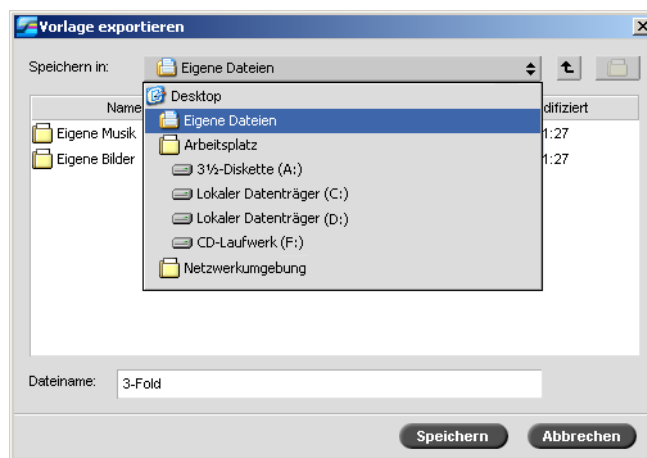 Vorlage exportieren
Speichern in: Eigene Dateien
Desktop
Name difiziert
Eigene Dateien
Eigene Musik 1:27
Arbeitsplatz
Eigene Bilder 1:27
3½-Diskette (A:)
Lokaler Datenträger (C:)
Lokaler Datenträger (D:)
CD-Laufwerk (F:)
Netzwerkumgebung
Dateiname: 3-Fold
Speichern Abbrechen